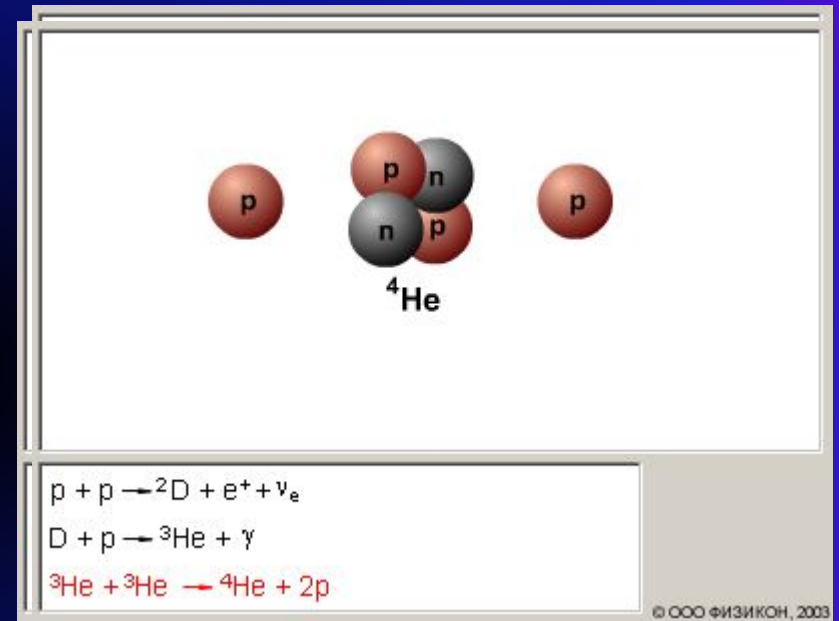 p n
p p
n p
⁴He
p + p → ²D + e⁺ + νₑ
D + p → ³He + γ
³He + ³He → ⁴He + 2p
© ООО ФИЗИКОН, 2003